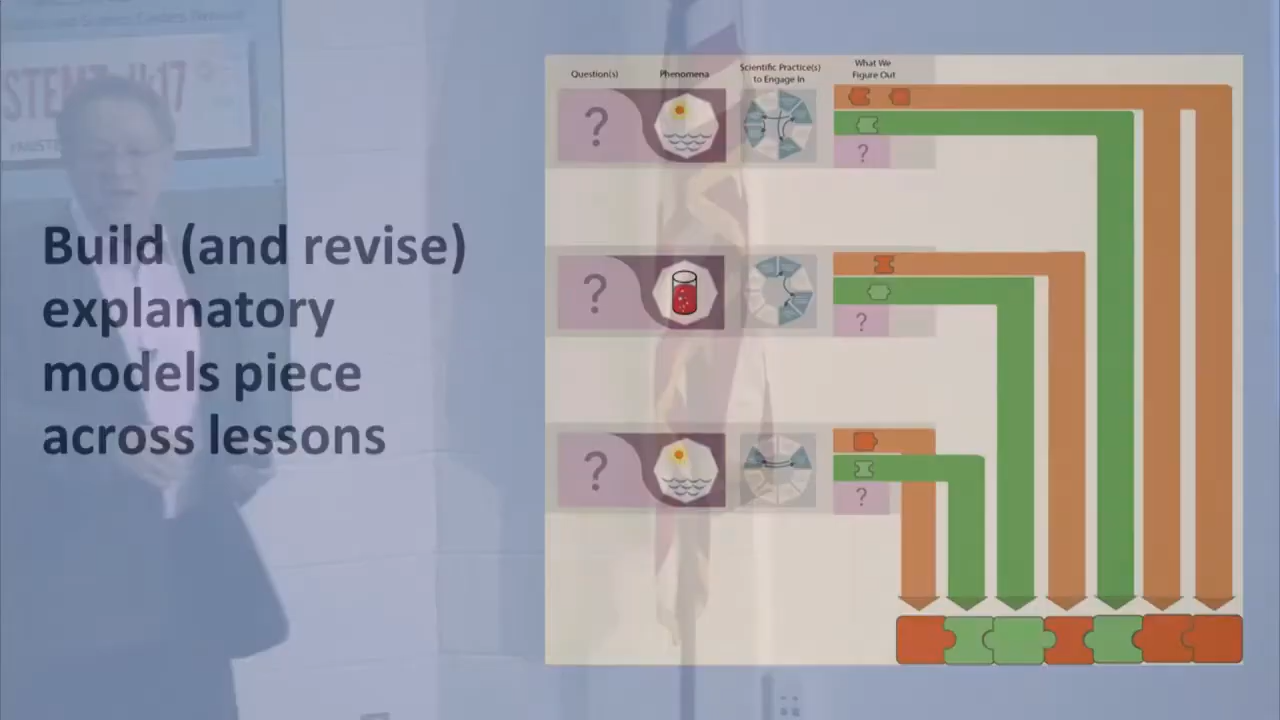 Build (and revise)
explanatory
models piece
across lessons
Question(s)
Phenomena
Scientific Practice(s)
to Engage In
What We
Figure Out
?
?
?
?
?
?